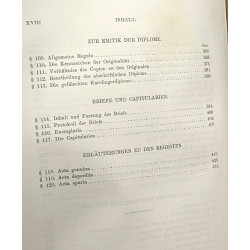 XVIII INHALT.
ZUR KRITIK DER DIPLOME.
Seite
§ 109. Allgemeine Regeln
§ 110. Die Kennzeichen der Originalität
§ 111. Verhältniss der Copien zu den Originalen
§ 112. Beurtheilung der abschriftlichen Diplome
§ 113. Die gefälschten Karolingerdiplome
BRIEFE UND CAPITULARIEN.
§ 114. Inhalt und Fassung der Briefe
§ 115. Protokoll der Briefe
§ 116. Exemplaria
§ 117. Die Capitularien
ERLÄUTERUNGEN ZU DEN REGESTEN.
§ 118. Acta genuina
§ 119. Acta deperdita
§ 120. Acta spuria